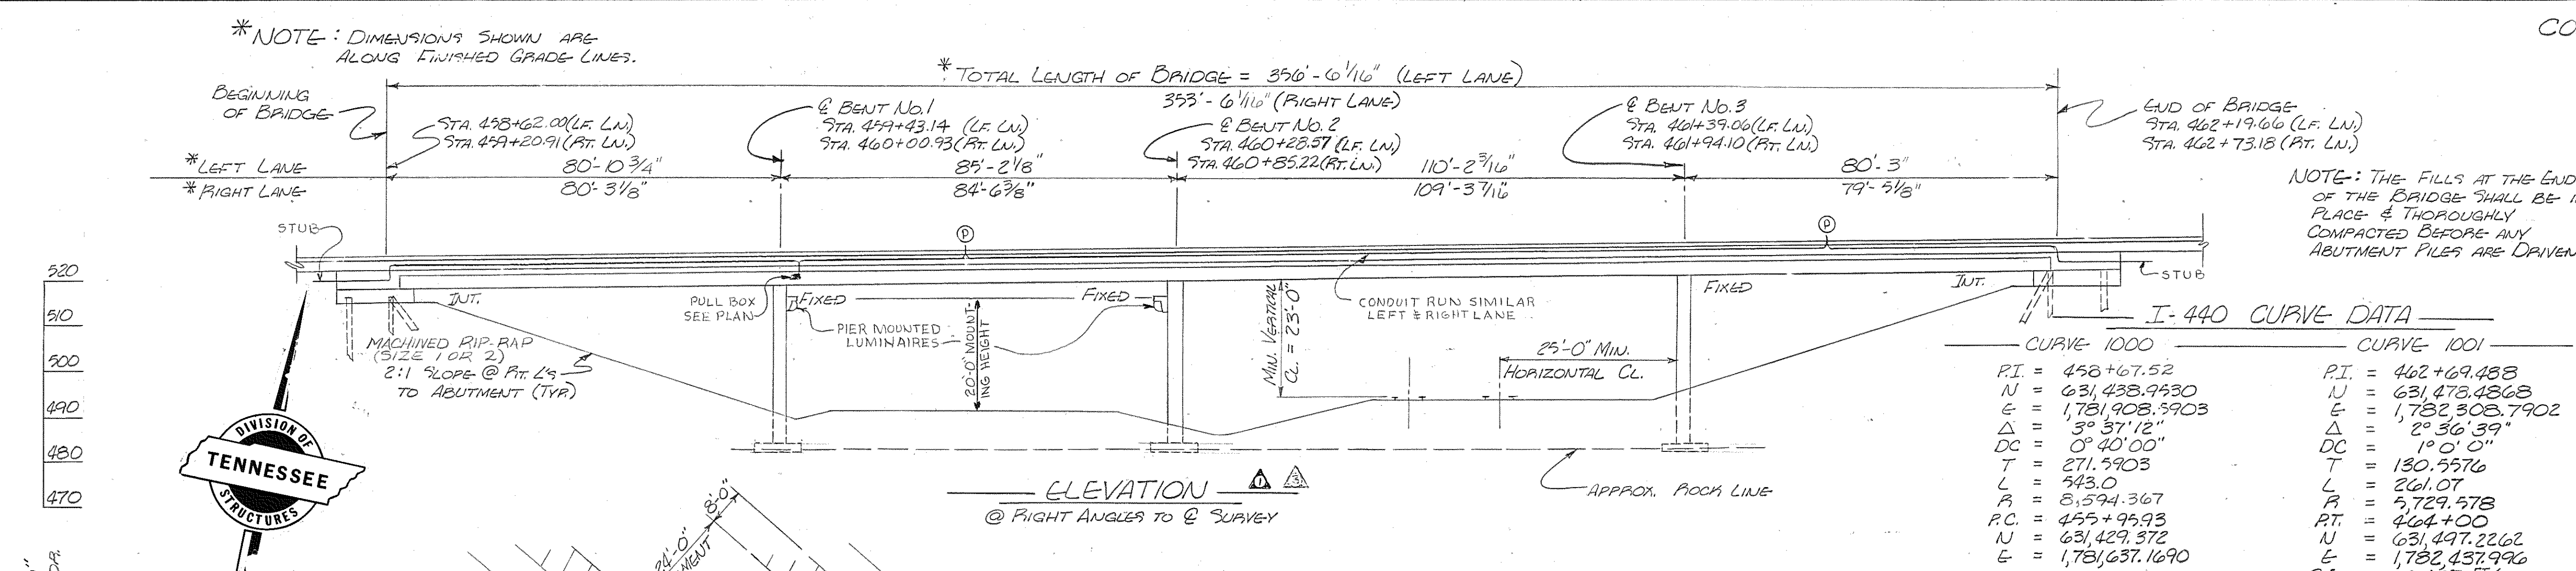 *NOTE: DIMENSIONS SHOWN ARE
ALONG FINISHED GRADE LINES.
CO
*TOTAL LENGTH OF BRIDGE = 356'-6 1/16" (LEFT LANE)
353'-6 1/16" (RIGHT LANE)
BEGINNING
OF BRIDGE
STA. 458+62.00 (LF. LN.)
STA. 459+20.91 (RT. LN.)
℄ BENT NO. 1
STA. 459+43.14 (LF. LN.)
STA. 460+00.93 (RT. LN.)
℄ BENT NO. 2
STA. 460+28.57 (LF. LN.)
STA. 460+85.22 (RT. LN.)
℄ BENT NO. 3
STA. 461+39.06 (LF. LN.)
STA. 461+94.10 (RT. LN.)
END OF BRIDGE
STA. 462+19.66 (LF. LN.)
STA. 462+73.18 (RT. LN.)
*LEFT LANE 80'-10 3/4" 85'-2 1/8" 110'-2 3/16" 80'-3"
*RIGHT LANE 80'-3 1/8" 84'-6 3/8" 109'-3 7/16" 79'-5 1/8"
NOTE: THE FILLS AT THE END
OF THE BRIDGE SHALL BE I
PLACE & THOROUGHLY
COMPACTED BEFORE ANY
ABUTMENT PILES ARE DRIVEN
STUB
P
P
STUB
520
510
500
490
480
470
INT.
PULL BOX
SEE PLAN
FIXED
FIXED
PIER MOUNTED
LUMINAIRES
20'-0" MOUNT-
ING HEIGHT
MIN. VERTICAL
CL. = 23'-0"
CONDUIT RUN SIMILAR
LEFT & RIGHT LANE
FIXED
INT.
25'-0" MIN.
HORIZONTAL CL.
MACHINED RIP-RAP
(SIZE 1 OR 2)
2:1 SLOPE @ RT. L'S
TO ABUTMENT (TYP.)
DIVISION OF
TENNESSEE
STRUCTURES
ELEVATION 1 3
@ RIGHT ANGLES TO ℄ SURVEY
APPROX. ROCK LINE
8'-0"
24'-0"
I-440 CURVE DATA
CURVE 1000
P.I. = 458+67.52
N = 631,438.9530
E = 1,781,908.5903
Δ = 3° 37' 12"
DC = 0° 40' 00"
T = 271.5903
L = 543.0
R = 8,594.367
P.C. = 455+95.93
N = 631,429.372
E = 1,781,637.1690
CURVE 1001
P.I. = 462+69.488
N = 631,478.4868
E = 1,782,308.7902
Δ = 2° 36' 39"
DC = 1° 0' 0"
T = 130.5576
L = 261.07
R = 5,729.578
P.T. = 464+00
N = 631,497.2262
E = 1,782,437.996